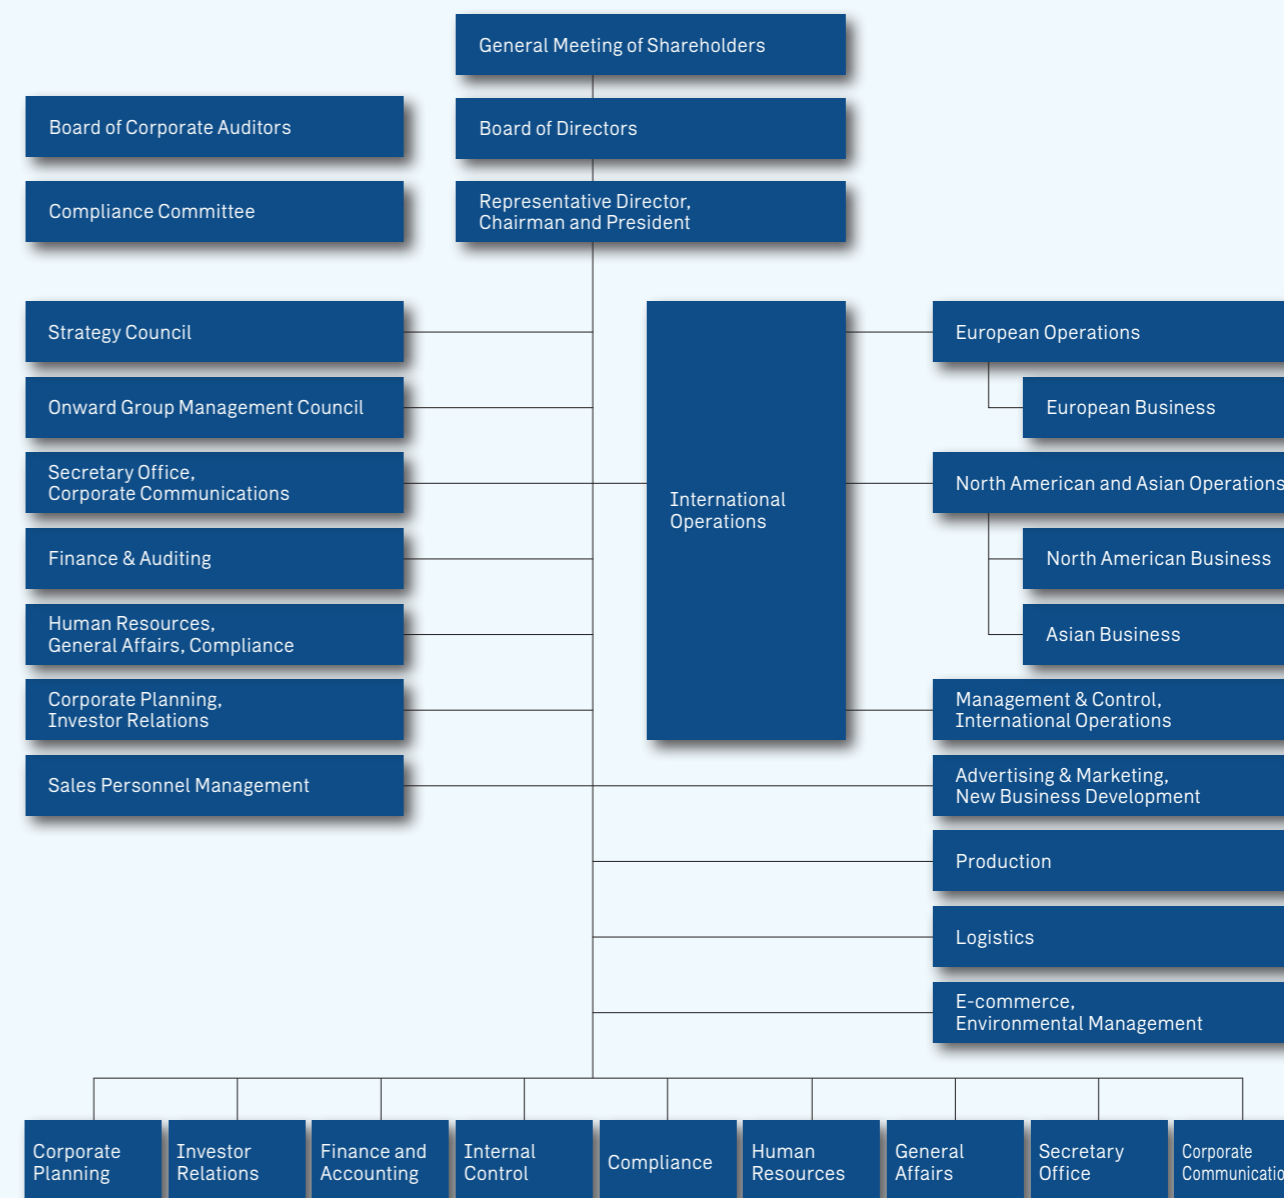 General Meeting of Shareholders
Board of Corporate Auditors
Board of Directors
Compliance Committee
Representative Director,
Chairman and President
Strategy Council
Onward Group Management Council
Secretary Office,
Corporate Communications
Finance & Auditing
Human Resources,
General Affairs, Compliance
Corporate Planning,
Investor Relations
Sales Personnel Management
International
Operations
European Operations
European Business
North American and Asian Operations
North American Business
Asian Business
Management & Control,
International Operations
Advertising & Marketing,
New Business Development
Production
Logistics
E-commerce,
Environmental Management
Corporate
Planning
Investor
Relations
Finance and
Accounting
Internal
Control
Compliance
Human
Resources
General
Affairs
Secretary
Office
Corporate